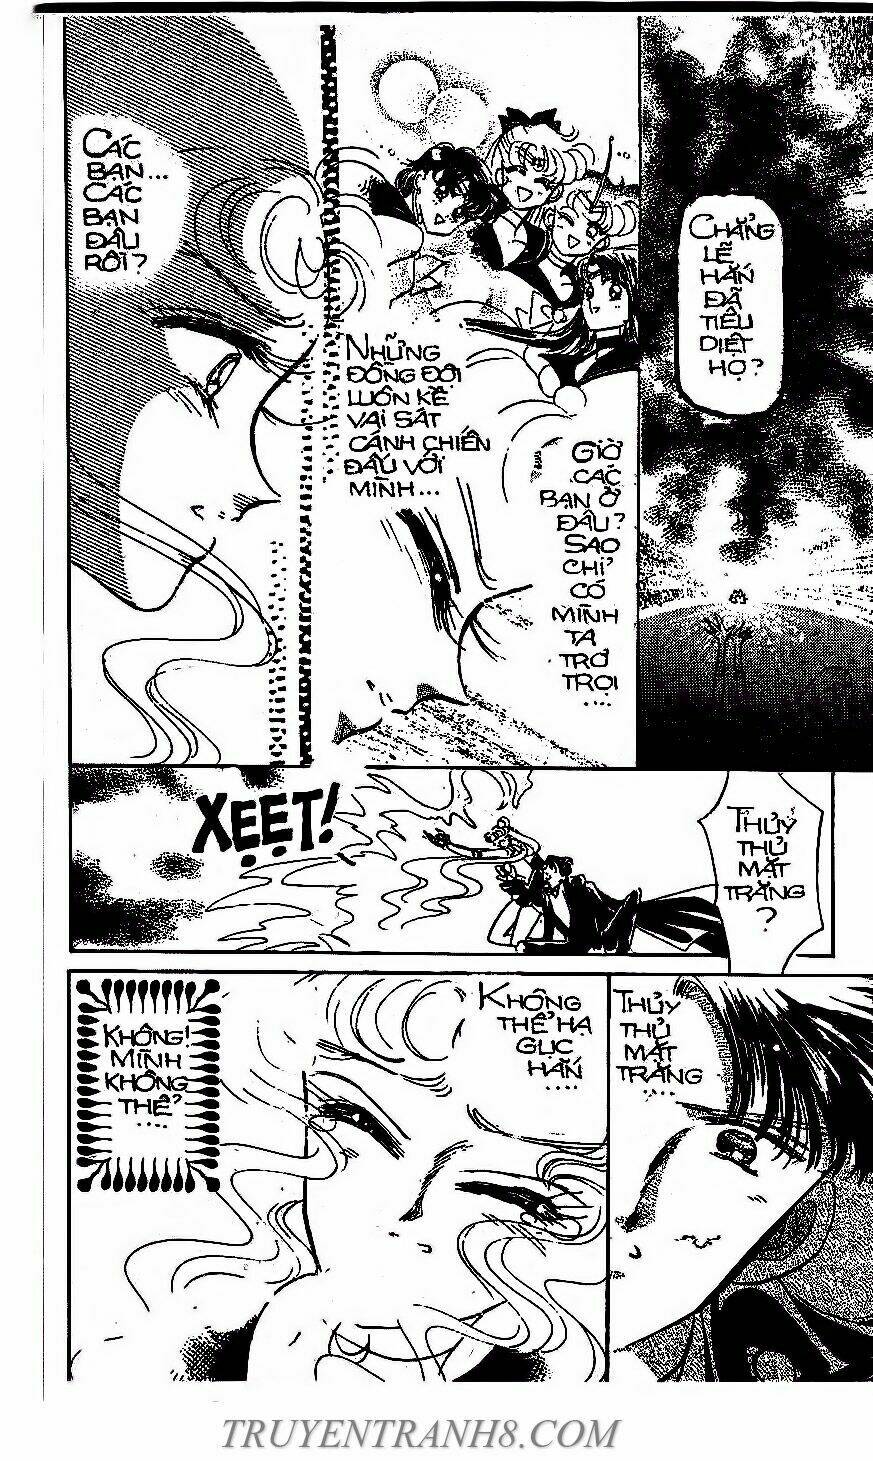 CHẲNG
LẼ
HẮN
ĐÃ
TIÊU
DIỆT
HỌ?
GIỜ
CÁC
BẠN Ở
ĐÂU?
SAO
CHỈ
CÓ
MÌNH
TA
TRƠ
TRỌI
....
NHỮNG
ĐỒNG ĐỘI
LUÔN KỀ
VAI SÁT
CÁNH CHIẾN
ĐẤU VỚI
MÌNH...
CÁC
BẠN...
CÁC
BẠN
ĐÂU
RỒI?
THỦY
THỦ
MẶT
TRĂNG
?
XẸẸT!
THỦY
THỦ
MẶT
TRĂNG
.....
KHÔNG
THỂ HẠ
GỤC
HẮN
....
KHÔNG!
MÌNH
KHÔNG
THỂ
....
TRUYENTRANH8.COM